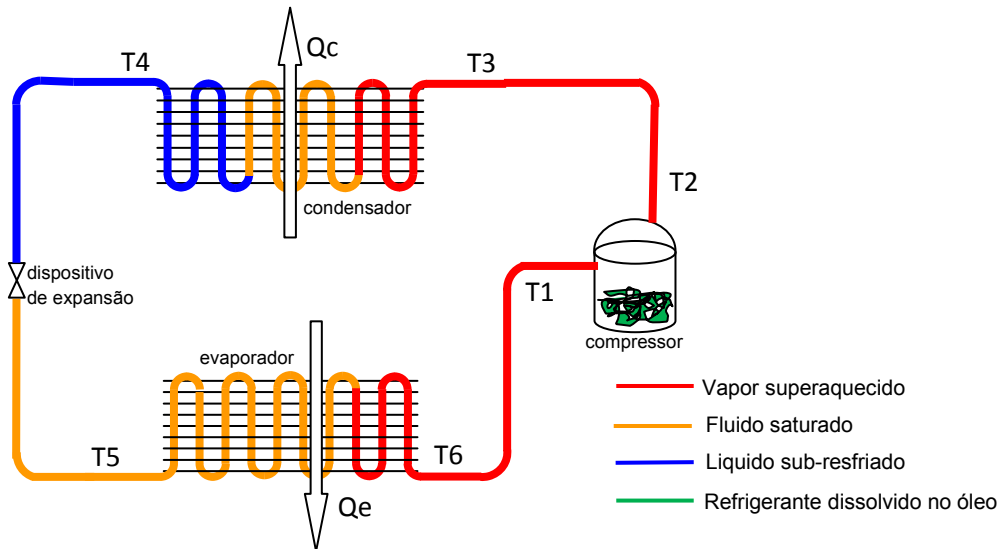 Qc
T4
T3
T2
condensador
dispositivo
de expansão
T1
compressor
evaporador
T5
T6
Qe
Vapor superaquecido
Fluido saturado
Liquido sub-resfriado
Refrigerante dissolvido no óleo